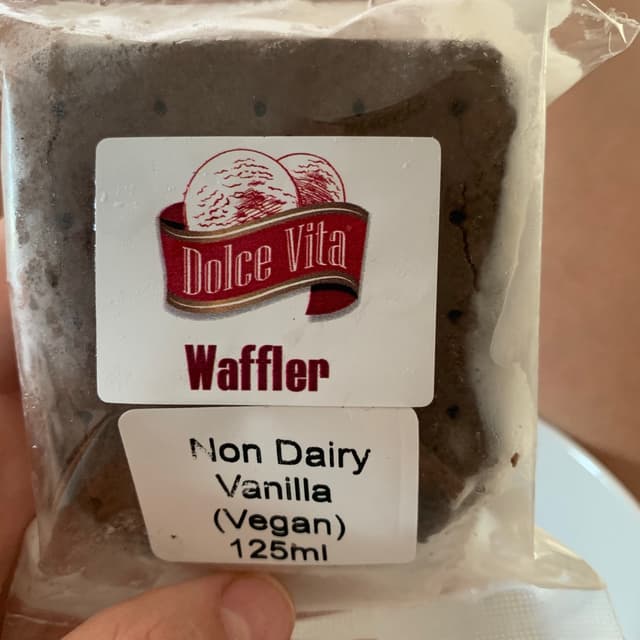 Dolce Vita
Waffler
Non Dairy
Vanilla
(Vegan)
125ml